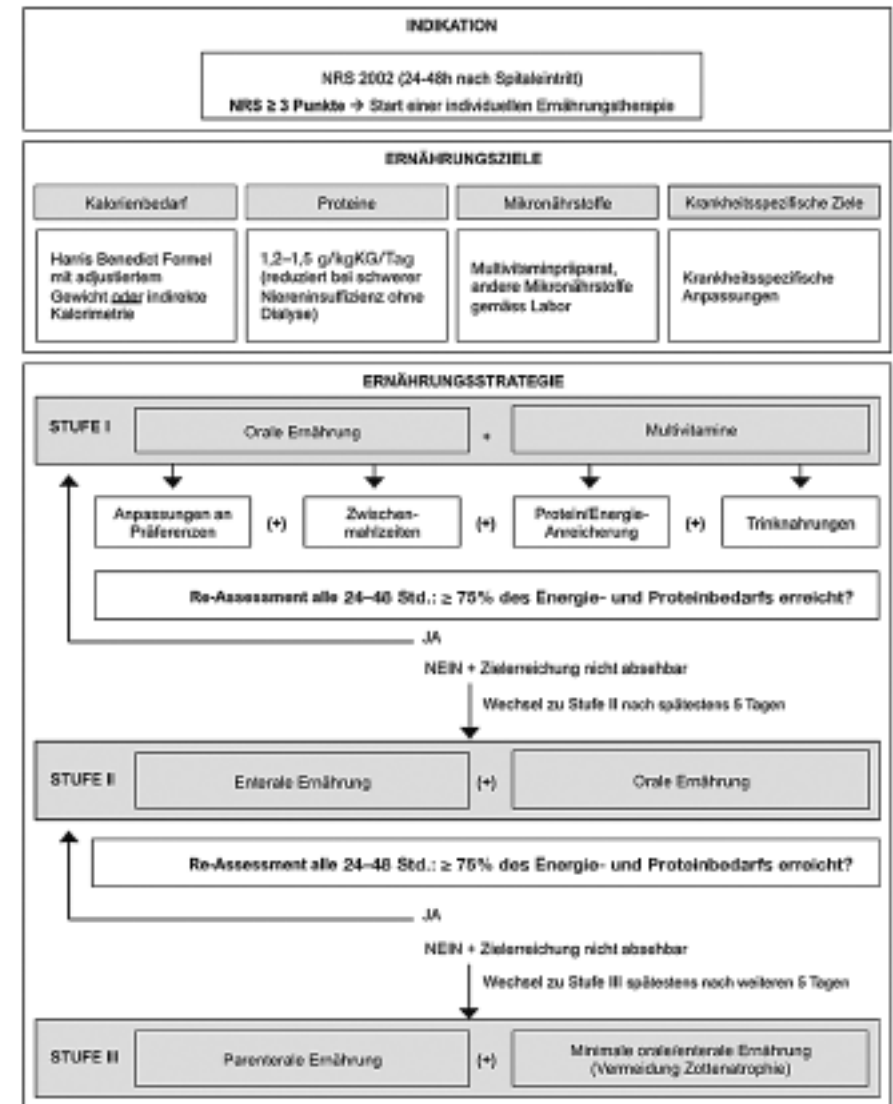 INDIKATION
NRS 2002 (24-48h nach Spitaleintritt)
NRS ≥ 3 Punkte → Start einer individuellen Ernährungstherapie
ERNÄHRUNGSZIELE
Kalorienbedarf
Proteine
Mikronährstoffe
Krankheitsspezifische Ziele
Harris Benedict Formel
mit adjustiertem
Gewicht oder indirekte
Kalorimetrie
1,2–1,5 g/kgKG/Tag
(reduziert bei schwerer
Niereninsuffizienz ohne
Dialyse)
Multivitaminpräparat,
andere Mikronährstoffe
gemäss Labor
Krankheitsspezifische
Anpassungen
ERNÄHRUNGSSTRATEGIE
STUFE I
Orale Ernährung
+
Multivitamine
Anpassungen an
Präferenzen
(+)
Zwischen-
mahlzeiten
(+)
Protein/Energie-
Anreicherung
(+)
Trinknahrungen
Re-Assessment alle 24–48 Std.: ≥ 75% des Energie- und Proteinbedarfs erreicht?
JA
NEIN + Zielerreichung nicht absehbar
Wechsel zu Stufe II nach spätestens 5 Tagen
STUFE II
Enterale Ernährung
(+)
Orale Ernährung
Re-Assessment alle 24–48 Std.: ≥ 75% des Energie- und Proteinbedarfs erreicht?
JA
NEIN + Zielerreichung nicht absehbar
Wechsel zu Stufe III spätestens nach weiteren 5 Tagen
STUFE III
Parenterale Ernährung
(+)
Minimale orale/enterale Ernährung
(Vermeidung Zottenatrophie)